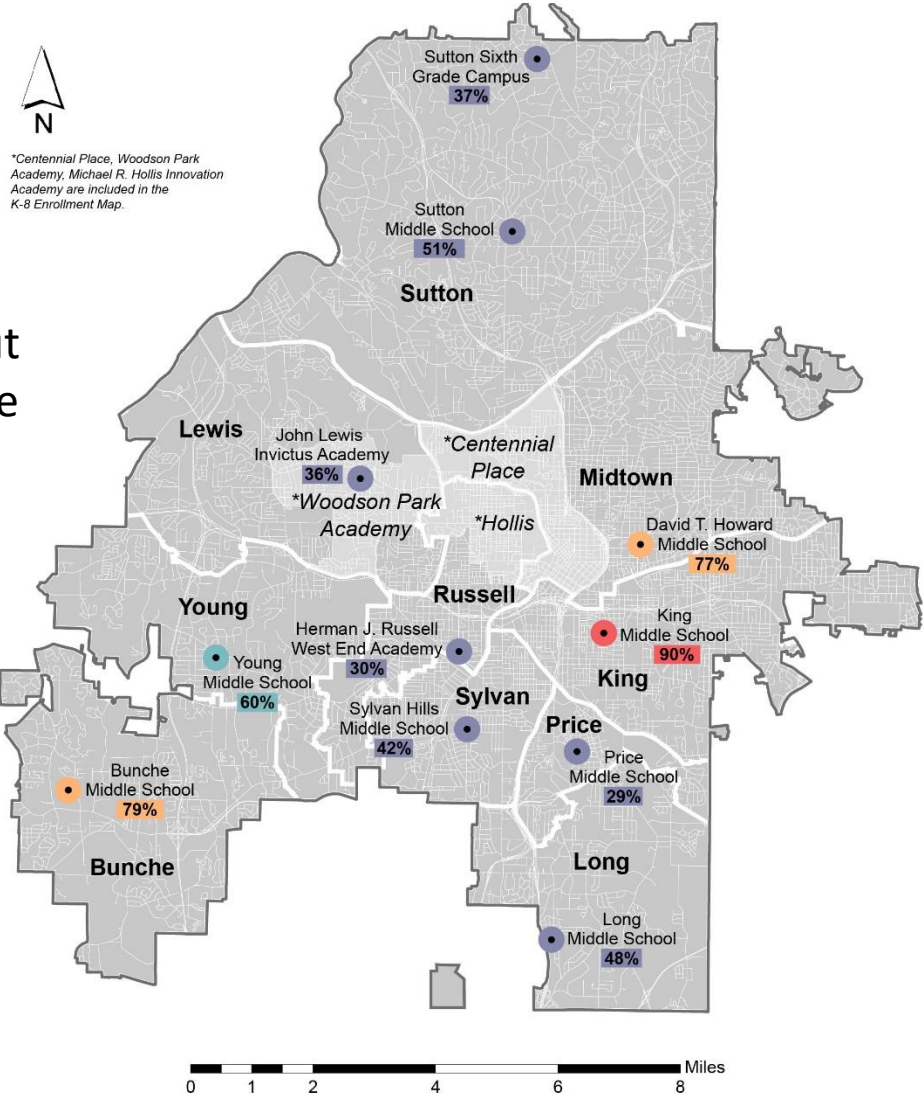 Sutton Sixth
Grade Campus
37%
N
*Centennial Place, Woodson Park
Academy, Michael R. Hollis Innovation
Academy are included in the
K-8 Enrollment Map.
Sutton
Middle School
51%
Sutton
Lewis
John Lewis
Invictus Academy
36%
*Woodson Park
Academy
*Centennial
Place
*Hollis
Midtown
David T. Howard
Middle School
77%
Young
Young
Middle School
60%
Russell
Herman J. Russell
West End Academy
30%
King
Middle School
90%
King
Sylvan
Sylvan Hills
Middle School
42%
Price
Price
Middle School
29%
Bunche
Middle School
79%
Bunche
Long
Long
Middle School
48%
Miles
0 1 2 4 6 8